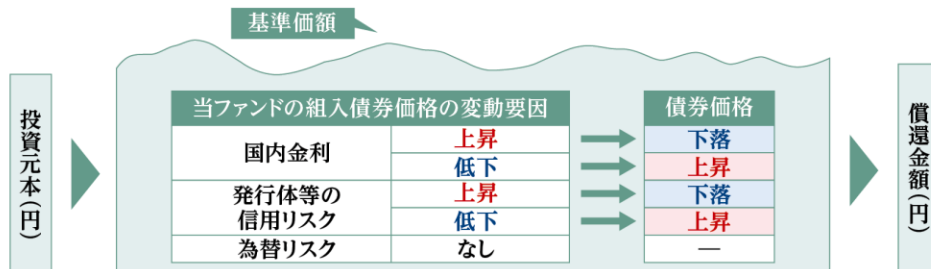 基準価額
投資元本(円)
当ファンドの組入債券価格の変動要因
債券価格
国内金利
上昇
下落
低下
上昇
発行体等の
信用リスク
上昇
下落
低下
上昇
為替リスク
なし
―
償還金額(円)